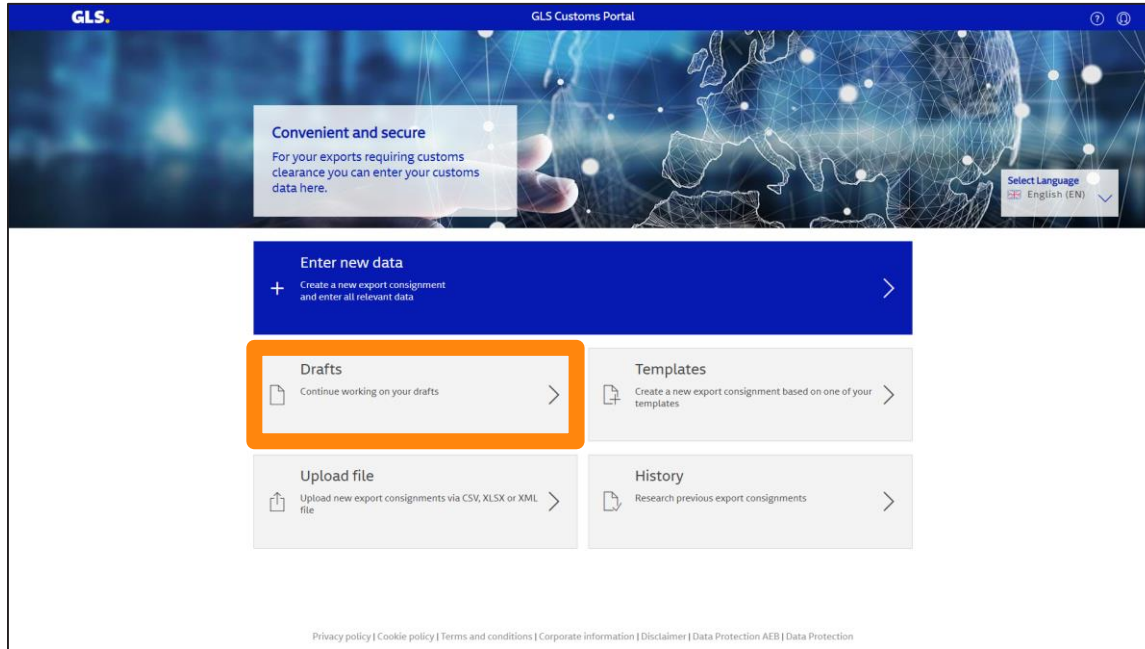 GLS. GLS Customs Portal ?
Convenient and secure
For your exports requiring customs
clearance you can enter your customs
data here.
Select Language
English (EN)
Enter new data
Create a new export consignment
and enter all relevant data
Drafts
Continue working on your drafts
Templates
Create a new export consignment based on one of your
templates
Upload file
Upload new export consignments via CSV, XLSX or XML
file
History
Research previous export consignments
Privacy policy | Cookie policy | Terms and conditions | Corporate information | Disclaimer | Data Protection AEB | Data Protection